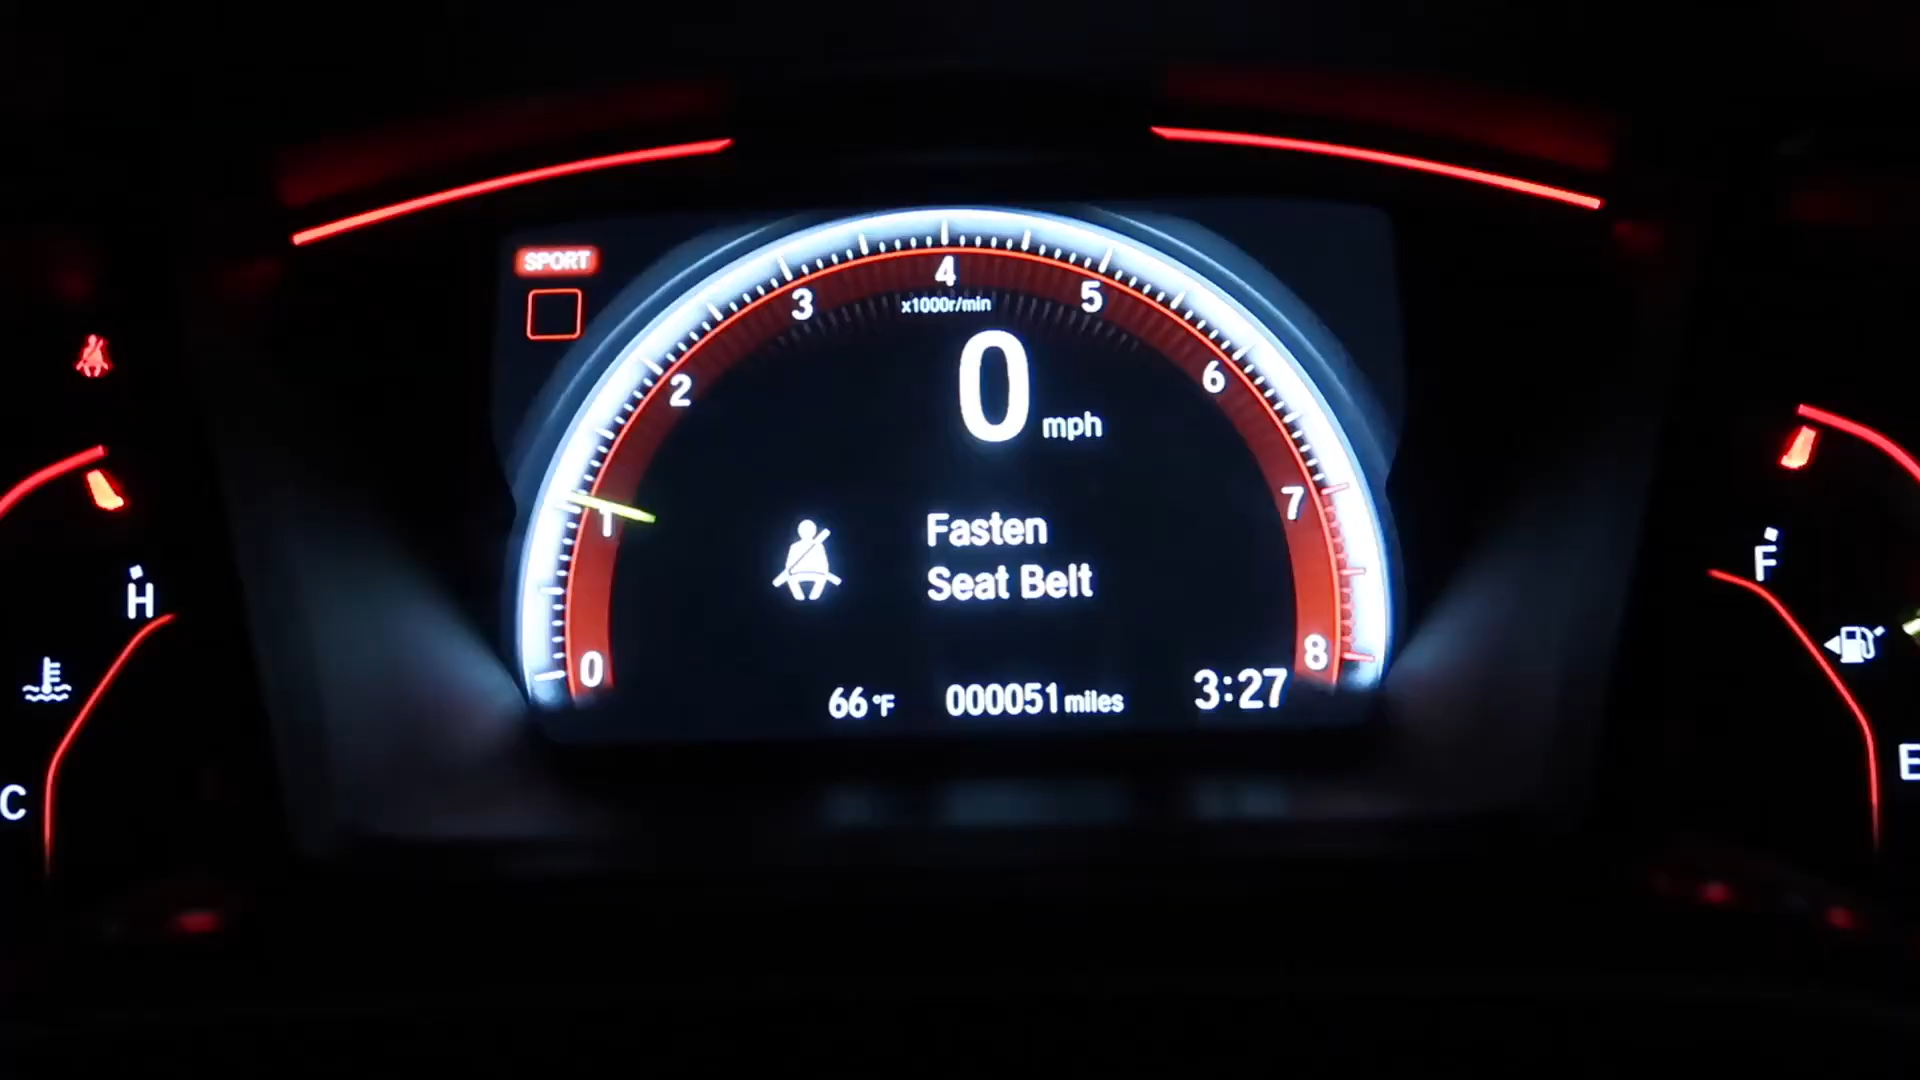 SPORT
4
3
5
x1000r/min
2
6
0 mph
1
7
Fasten
Seat Belt
0
8
66 °F
000051 miles
3:27
H
C
F
E